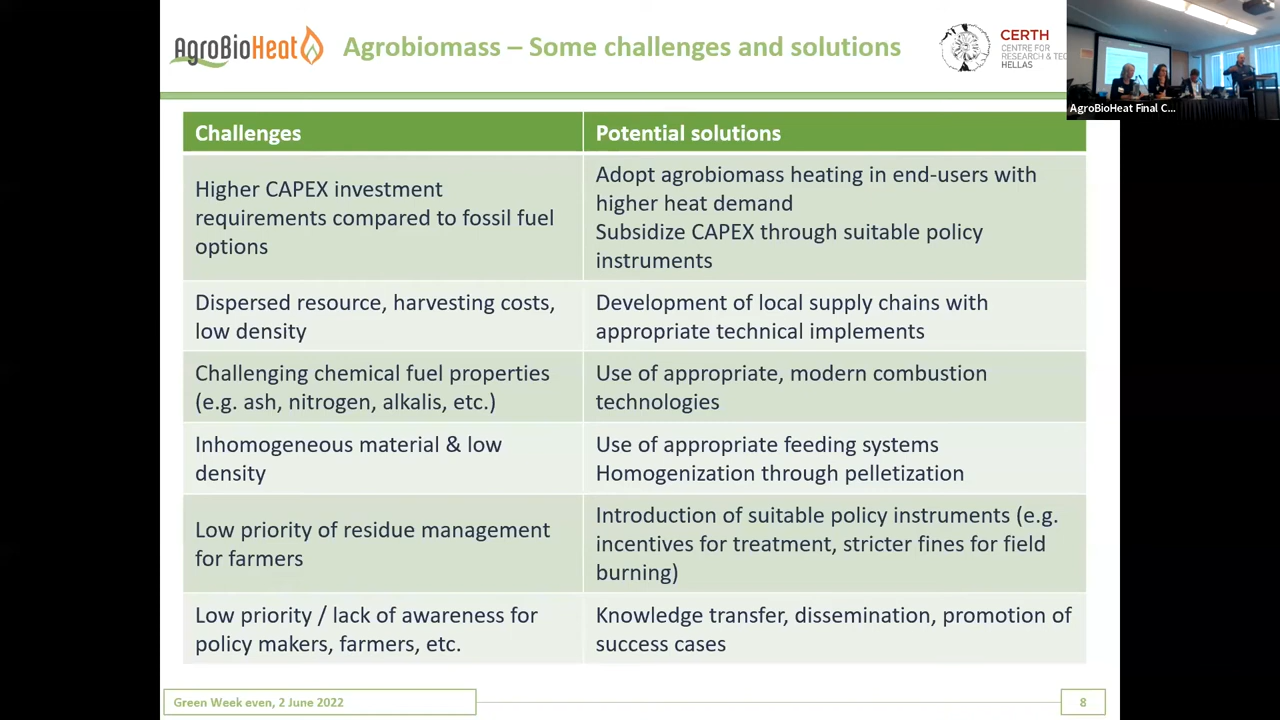 AgroBioHeat
Agrobiomass – Some challenges and solutions
CERTH
CENTRE FOR
RESEARCH & TEC
HELLAS
AgroBioHeat Final C...
Challenges
Potential solutions
Higher CAPEX investment
requirements compared to fossil fuel
options
Adopt agrobiomass heating in end-users with
higher heat demand
Subsidize CAPEX through suitable policy
instruments
Dispersed resource, harvesting costs,
low density
Development of local supply chains with
appropriate technical implements
Challenging chemical fuel properties
(e.g. ash, nitrogen, alkalis, etc.)
Use of appropriate, modern combustion
technologies
Inhomogeneous material & low
density
Use of appropriate feeding systems
Homogenization through pelletization
Low priority of residue management
for farmers
Introduction of suitable policy instruments (e.g.
incentives for treatment, stricter fines for field
burning)
Low priority / lack of awareness for
policy makers, farmers, etc.
Knowledge transfer, dissemination, promotion of
success cases
Green Week even, 2 June 2022
8